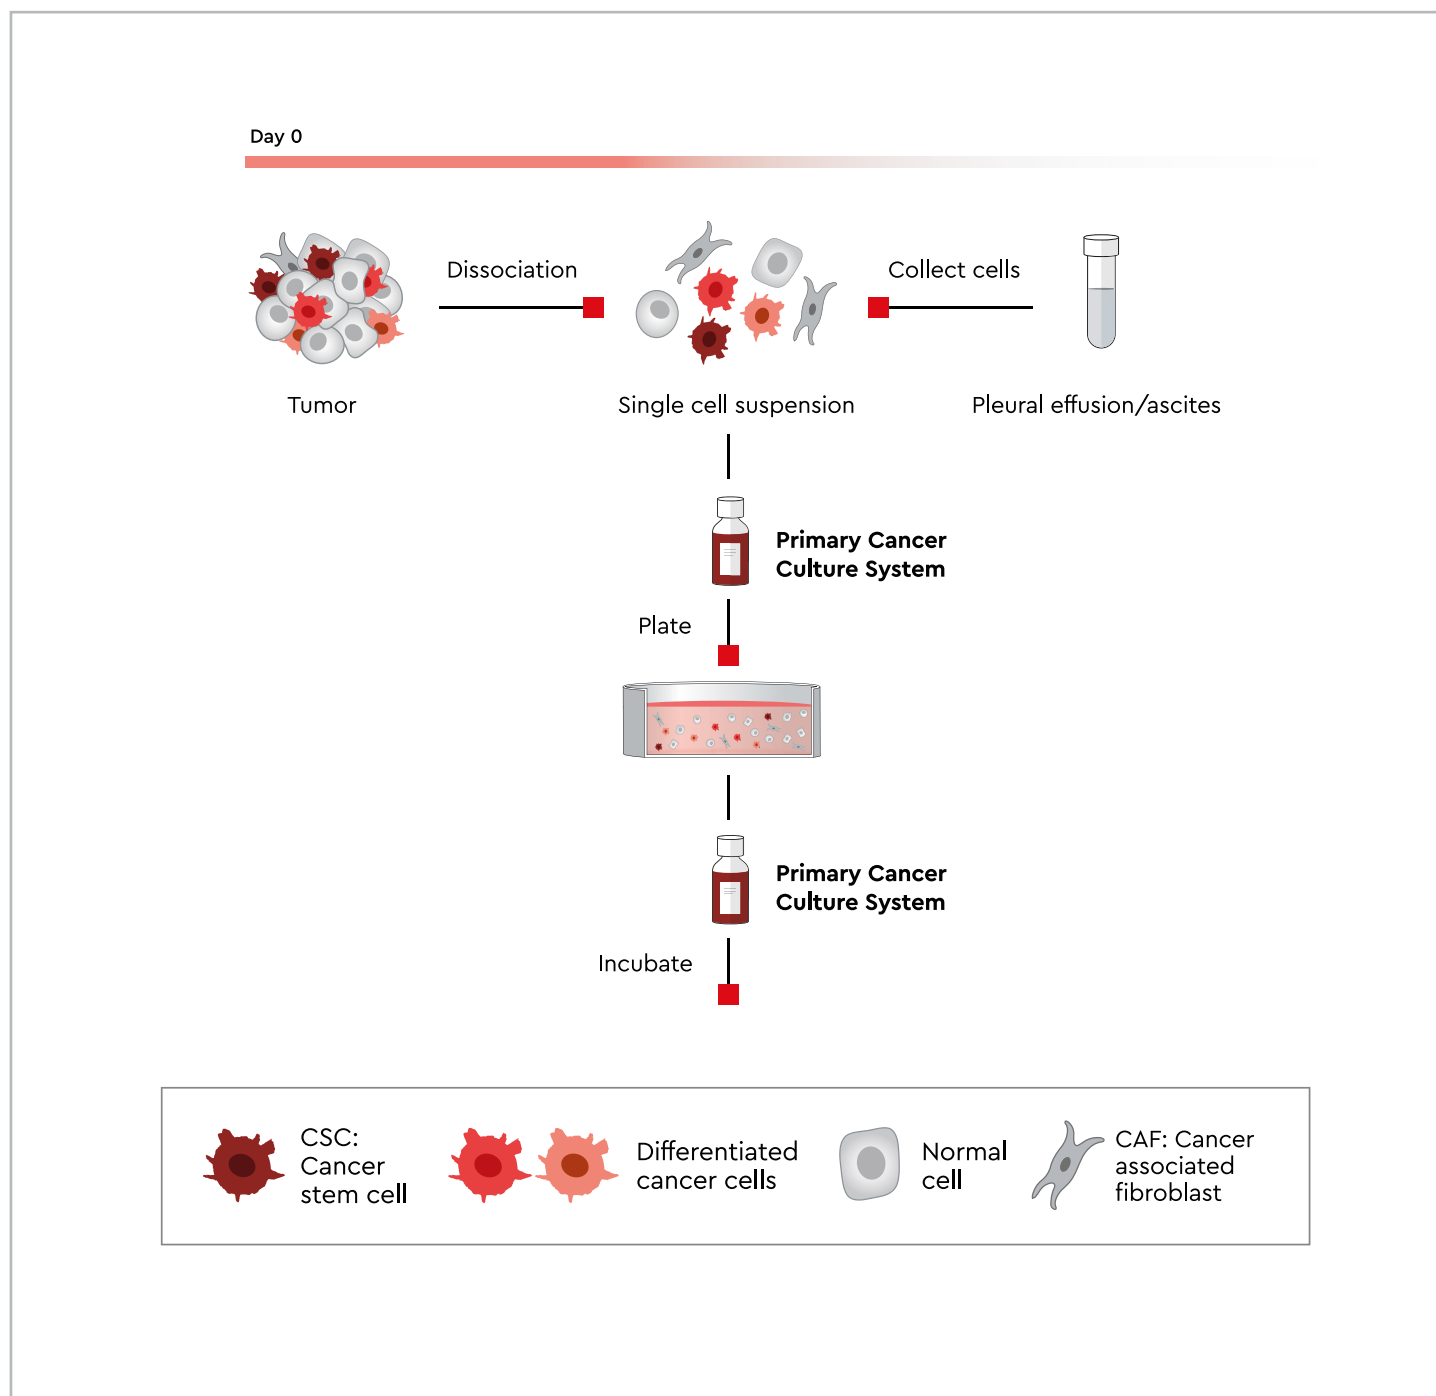 Day 0
Dissociation
Collect cells
Tumor
Single cell suspension
Pleural effusion/ascites
Primary Cancer
Culture System
Plate
Primary Cancer
Culture System
Incubate
CSC:
Cancer
stem cell
Differentiated
cancer cells
Normal
cell
CAF: Cancer
associated
fibroblast